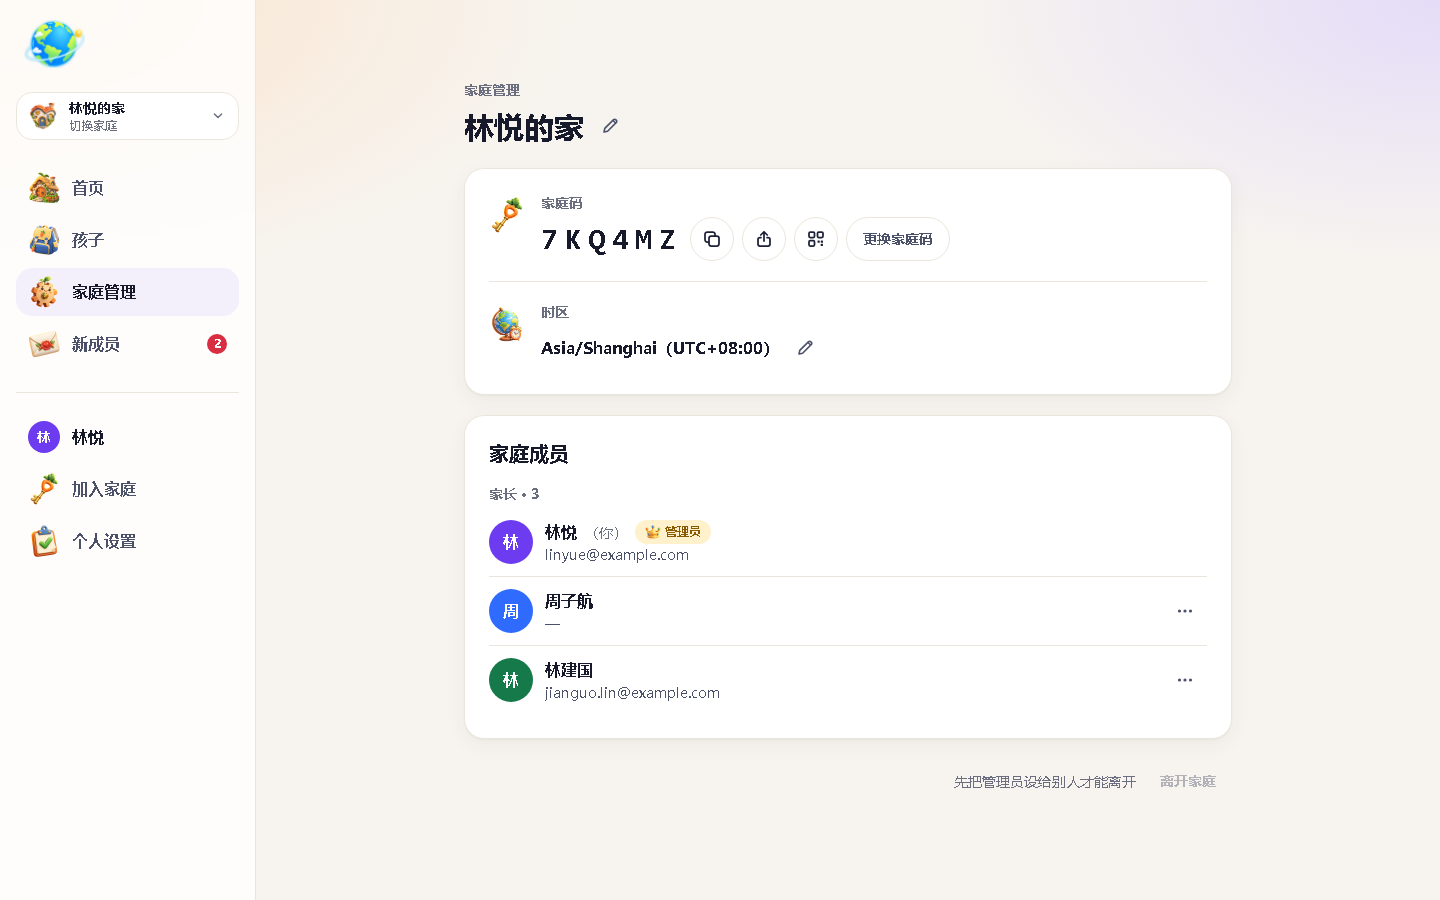 林悦的家
切换家庭
首页
孩子
家庭管理
新成员
2
林
林悦
加入家庭
个人设置
家庭管理
林悦的家
家庭码
7KQ4MZ
更换家庭码
时区
Asia/Shanghai（UTC+08:00）
家庭成员
家长 • 3
林
林悦 （你） 管理员
linyue@example.com
周
周子航
—
林
林建国
jianguo.lin@example.com
先把管理员设给别人才能离开 离开家庭